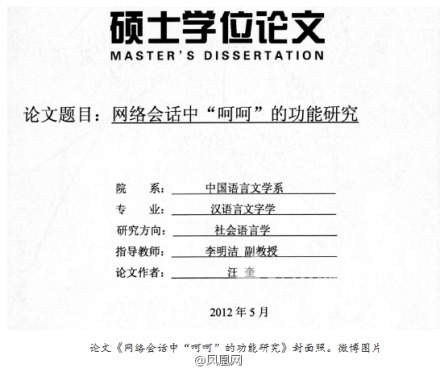 硕士学位论文
MASTER'S DISSERTATION
论文题目：网络会话中“呵呵”的功能研究
院 系：中国语言文学系
专 业：汉语言文字学
研究方向：社会语言学
指导教师：李明洁 副教授
论文作者：汪 奎
2012 年 5 月
论文《网络会话中“呵呵”的功能研究》封面照。微博图片
@凤凰网